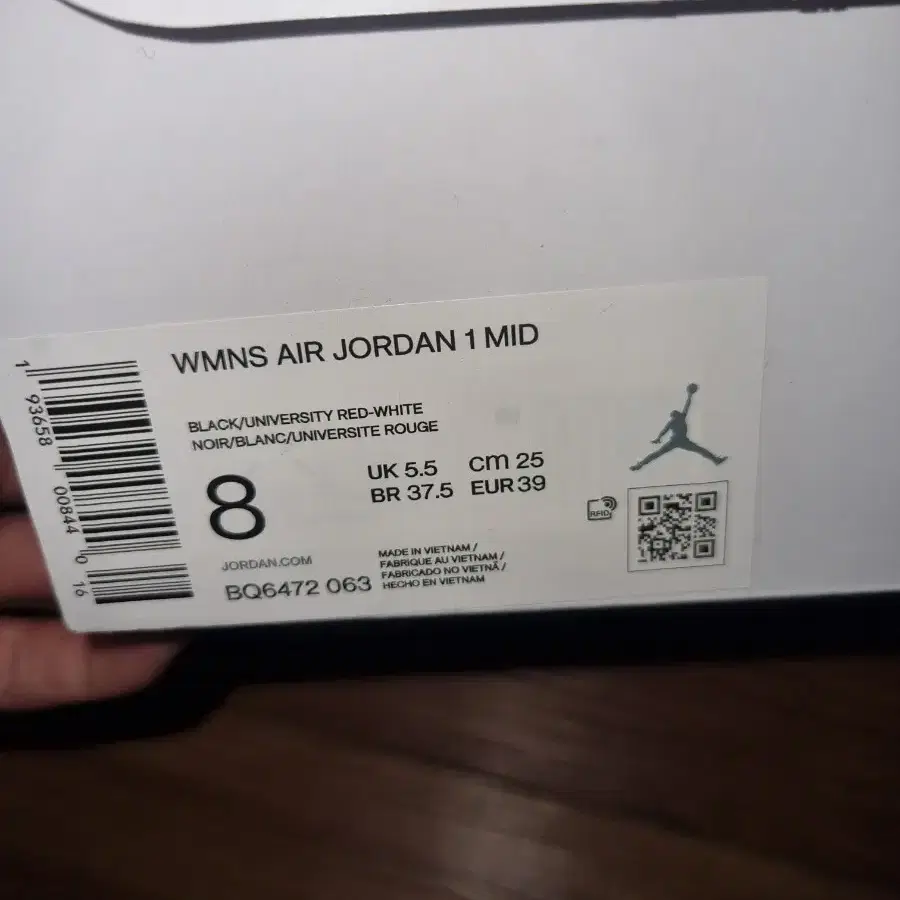 WMNS AIR JORDAN 1 MID
BLACK/UNIVERSITY RED-WHITE
NOIR/BLANC/UNIVERSITE ROUGE
8
UK 5.5 cm 25
BR 37.5 EUR 39
RFID
JORDAN.COM
BQ6472 063
MADE IN VIETNAM /
FABRIQUE AU VIETNAM /
FABRICADO NO VIETNÃ /
HECHO EN VIETNAM
1 93658 00844 0 16